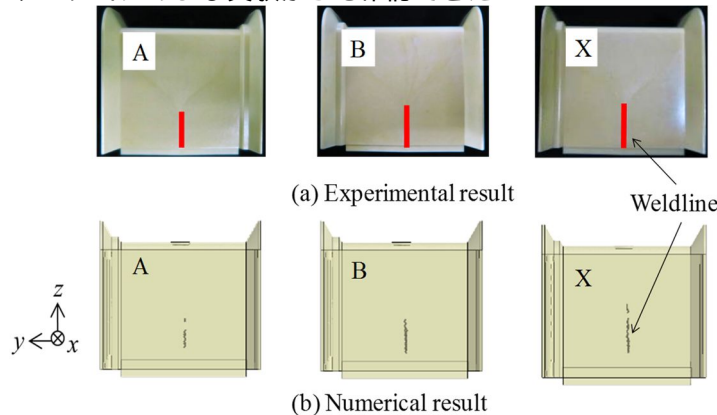 A B X
(a) Experimental result
Weldline
A B X
z
y x
(b) Numerical result